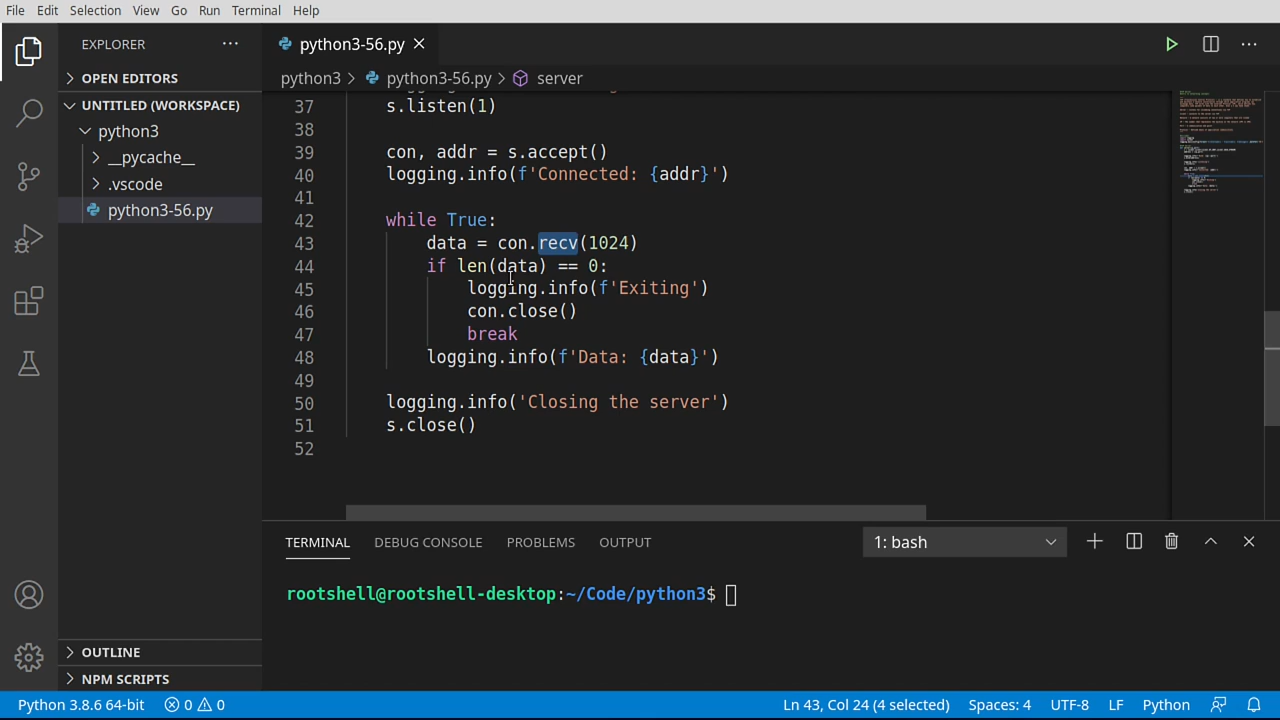 File Edit Selection View Go Run Terminal Help
EXPLORER
python3-56.py
OPEN EDITORS
python3 > python3-56.py > server
UNTITLED (WORKSPACE)
python3
__pycache__
.vscode
python3-56.py
37 s.listen(1)
38
39 con, addr = s.accept()
40 logging.info(f'Connected: {addr}')
41
42 while True:
43 data = con.recv(1024)
44 if len(data) == 0:
45 logging.info(f'Exiting')
46 con.close()
47 break
48 logging.info(f'Data: {data}')
49
50 logging.info('Closing the server')
51 s.close()
52
TERMINAL DEBUG CONSOLE PROBLEMS OUTPUT 1: bash
rootshell@rootshell-desktop:~/Code/python3$
OUTLINE
NPM SCRIPTS
Python 3.8.6 64-bit 0 0 Ln 43, Col 24 (4 selected) Spaces: 4 UTF-8 LF Python